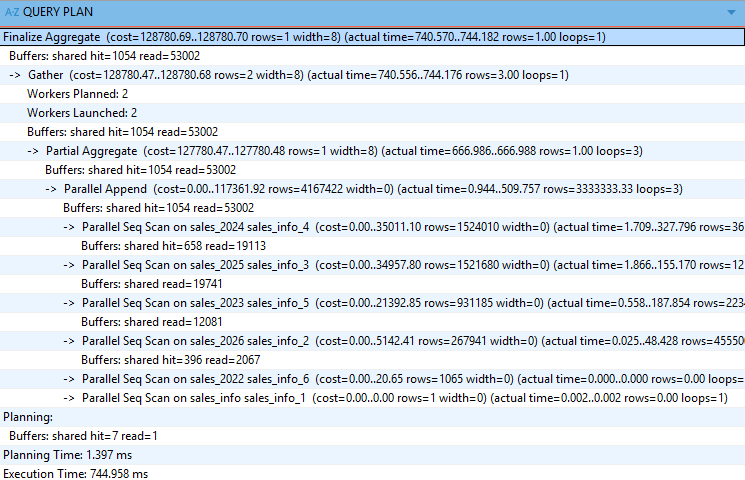 A-Z QUERY PLAN
Finalize Aggregate (cost=128780.69..128780.70 rows=1 width=8) (actual time=740.570..744.182 rows=1.00 loops=1)
Buffers: shared hit=1054 read=53002
-> Gather (cost=128780.47..128780.68 rows=2 width=8) (actual time=740.556..744.176 rows=3.00 loops=1)
Workers Planned: 2
Workers Launched: 2
Buffers: shared hit=1054 read=53002
-> Partial Aggregate (cost=127780.47..127780.48 rows=1 width=8) (actual time=666.986..666.988 rows=1.00 loops=3)
Buffers: shared hit=1054 read=53002
-> Parallel Append (cost=0.00..117361.92 rows=4167422 width=0) (actual time=0.944..509.757 rows=3333333.33 loops=3)
Buffers: shared hit=1054 read=53002
-> Parallel Seq Scan on sales_2024 sales_info_4 (cost=0.00..35011.10 rows=1524010 width=0) (actual time=1.709..327.796 rows=36
Buffers: shared hit=658 read=19113
-> Parallel Seq Scan on sales_2025 sales_info_3 (cost=0.00..34957.80 rows=1521680 width=0) (actual time=1.866..155.170 rows=12
Buffers: shared read=19741
-> Parallel Seq Scan on sales_2023 sales_info_5 (cost=0.00..21392.85 rows=931185 width=0) (actual time=0.558..187.854 rows=223
Buffers: shared read=12081
-> Parallel Seq Scan on sales_2026 sales_info_2 (cost=0.00..5142.41 rows=267941 width=0) (actual time=0.025..48.428 rows=45550
Buffers: shared hit=396 read=2067
-> Parallel Seq Scan on sales_2022 sales_info_6 (cost=0.00..20.65 rows=1065 width=0) (actual time=0.000..0.000 rows=0.00 loops=
-> Parallel Seq Scan on sales_info sales_info_1 (cost=0.00..0.00 rows=1 width=0) (actual time=0.002..0.002 rows=0.00 loops=1)
Planning:
Buffers: shared hit=7 read=1
Planning Time: 1.397 ms
Execution Time: 744.958 ms